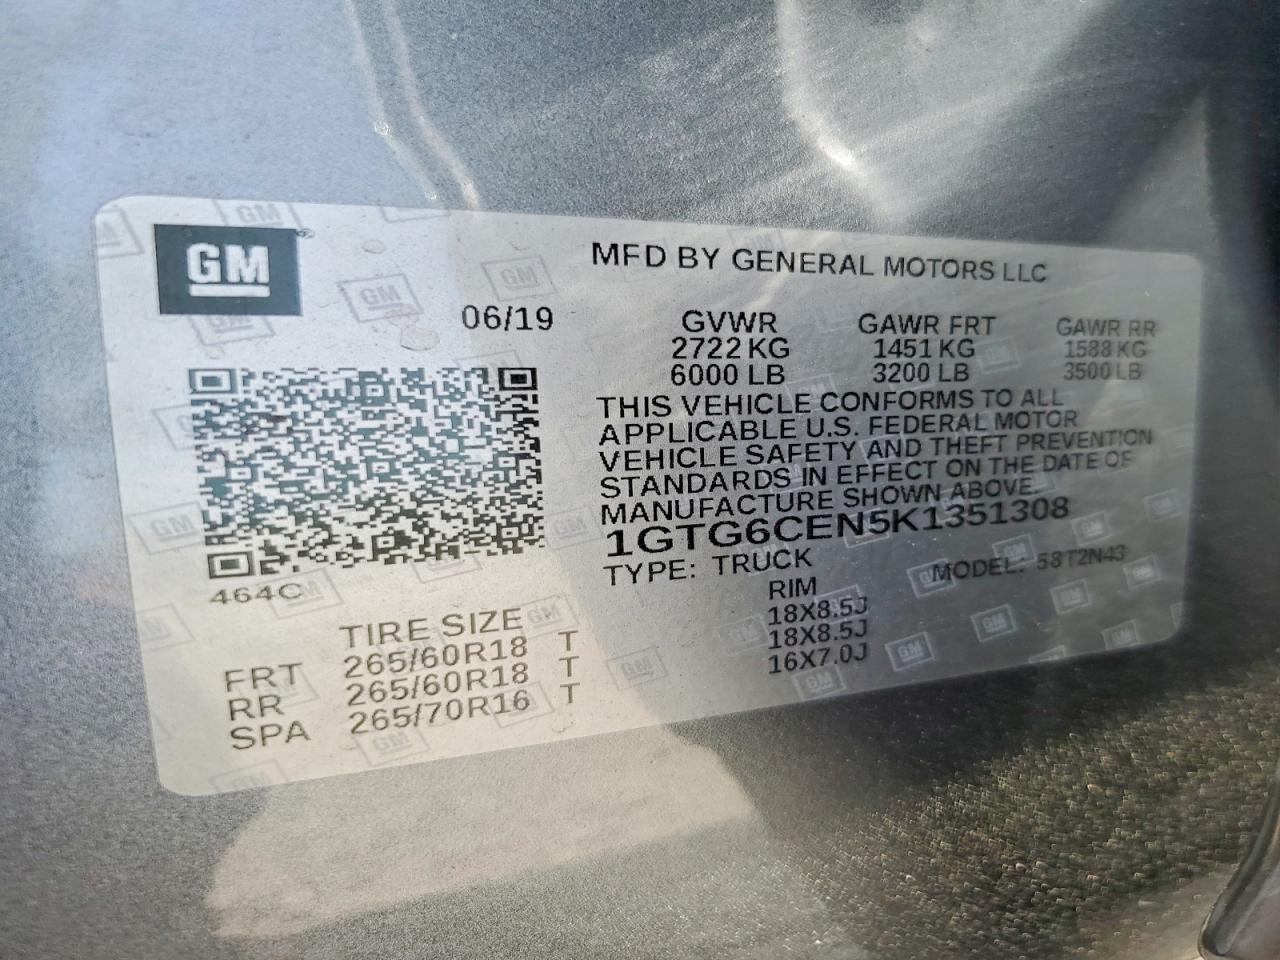 GM
MFD BY GENERAL MOTORS LLC
06/19
GVWR GAWR FRT GAWR RR
2722 KG 1451 KG 1588 KG
6000 LB 3200 LB 3500 LB
THIS VEHICLE CONFORMS TO ALL
APPLICABLE U.S. FEDERAL MOTOR
VEHICLE SAFETY AND THEFT PREVENTION
STANDARDS IN EFFECT ON THE DATE OF
MANUFACTURE SHOWN ABOVE.
1GTG6CEN5K1351308
TYPE: TRUCK MODEL: 58T2N43
464C
TIRE SIZE RIM
FRT 265/60R18 T 18X8.5J
RR 265/60R18 T 18X8.5J
SPA 265/70R16 T 16X7.0J